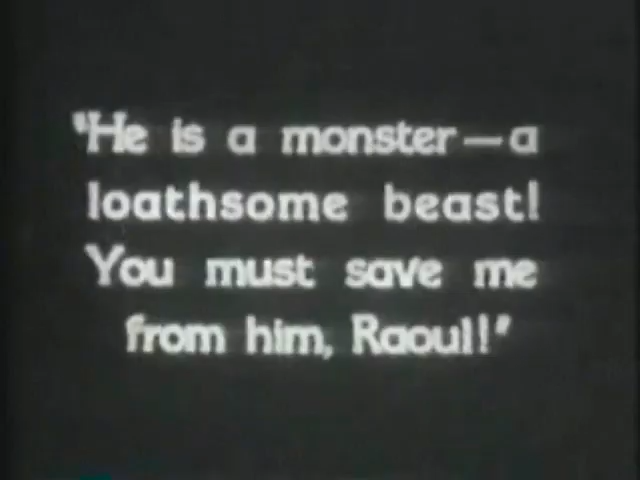 "He is a monster—a
loathsome beast!
You must save me
from him, Raoul!"